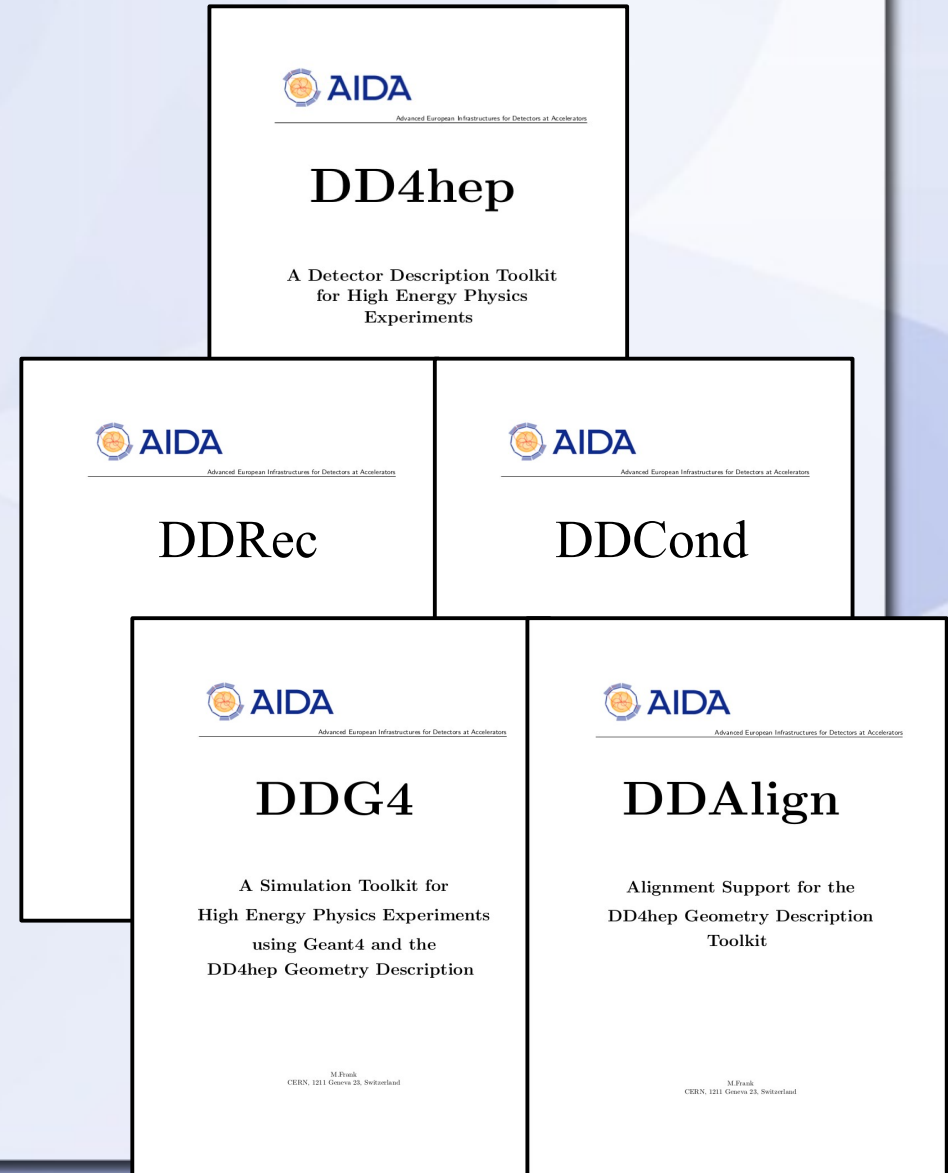 AIDA
Advanced European Infrastructures for Detectors at Accelerators
DD4hep
A Detector Description Toolkit
for High Energy Physics
Experiments
AIDA
Advanced European Infrastructures for Detectors at Accelerators
DDRec
AIDA
Advanced European Infrastructures for Detectors at Accelerators
DDCond
AIDA
Advanced European Infrastructures for Detectors at Accelerators
DDG4
A Simulation Toolkit for
High Energy Physics Experiments
using Geant4 and the
DD4hep Geometry Description
M.Frank
CERN, 1211 Geneva 23, Switzerland
AIDA
Advanced European Infrastructures for Detectors at Accelerators
DDAlign
Alignment Support for the
DD4hep Geometry Description
Toolkit
M.Frank
CERN, 1211 Geneva 23, Switzerland